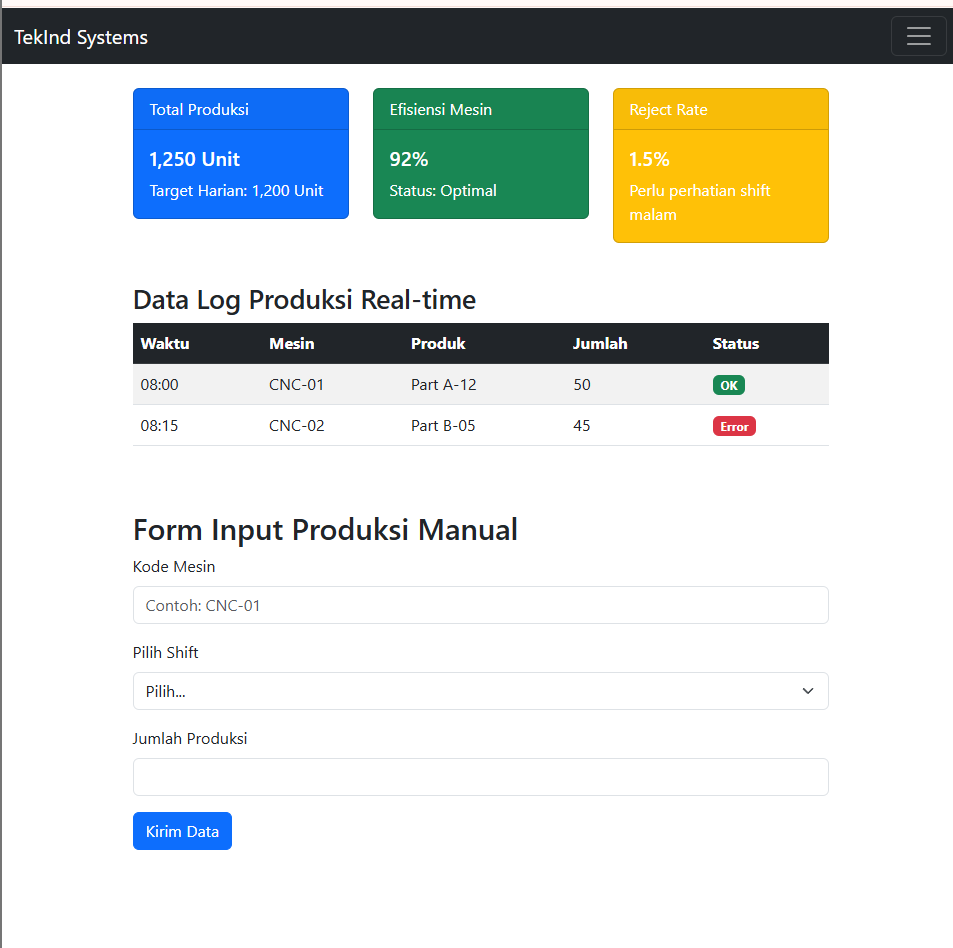 TekInd Systems
Total Produksi
1,250 Unit
Target Harian: 1,200 Unit
Efisiensi Mesin
92%
Status: Optimal
Reject Rate
1.5%
Perlu perhatian shift
malam
Data Log Produksi Real-time
Waktu Mesin Produk Jumlah Status
08:00 CNC-01 Part A-12 50 OK
08:15 CNC-02 Part B-05 45 Error
Form Input Produksi Manual
Kode Mesin
Contoh: CNC-01
Pilih Shift
Pilih...
Jumlah Produksi
Kirim Data